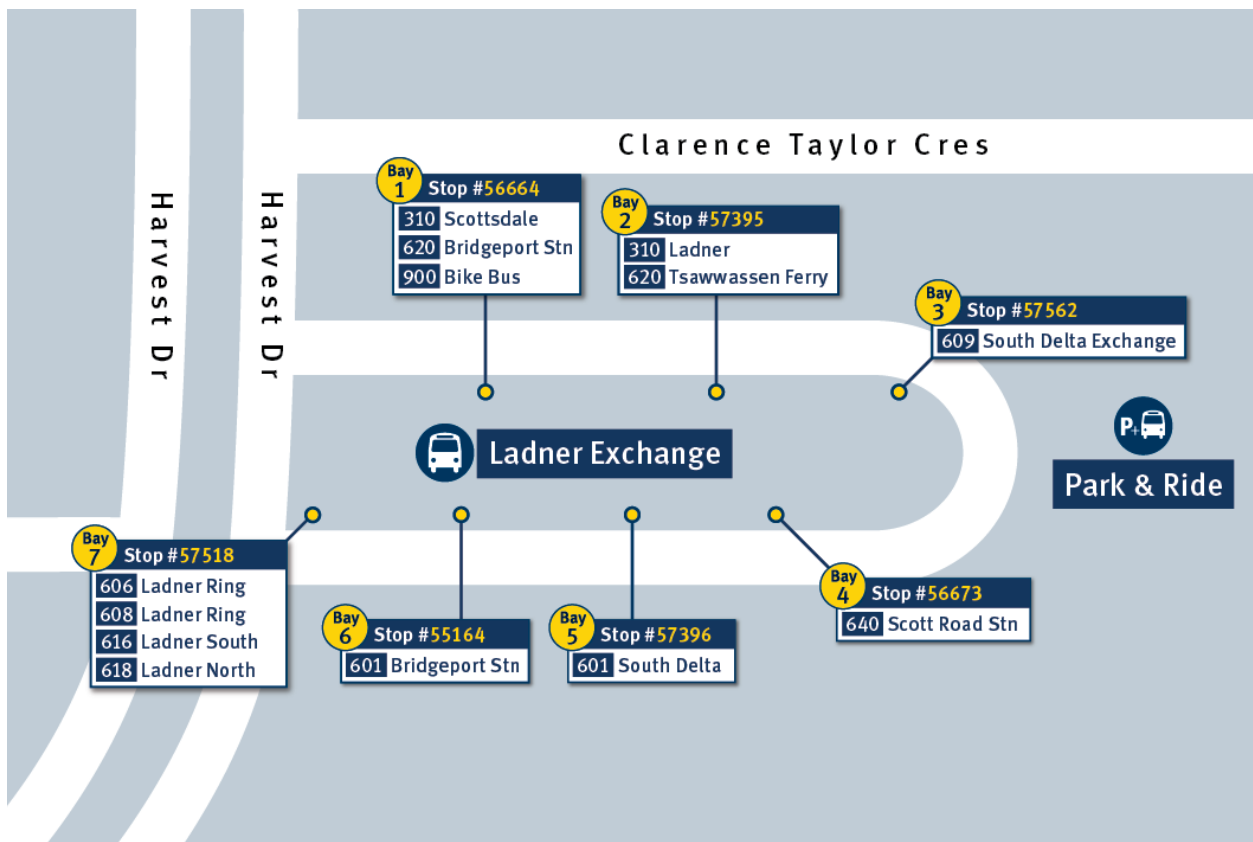 Clarence Taylor Cres
Harvest Dr
Harvest Dr
Bay 1
Stop #56664
310 Scottsdale
620 Bridgeport Stn
900 Bike Bus
Bay 2
Stop #57395
310 Ladner
620 Tsawwassen Ferry
Bay 3
Stop #57562
609 South Delta Exchange
Ladner Exchange
P+
Park & Ride
Bay 7
Stop #57518
606 Ladner Ring
608 Ladner Ring
616 Ladner South
618 Ladner North
Bay 6
Stop #55164
601 Bridgeport Stn
Bay 5
Stop #57396
601 South Delta
Bay 4
Stop #56673
640 Scott Road Stn